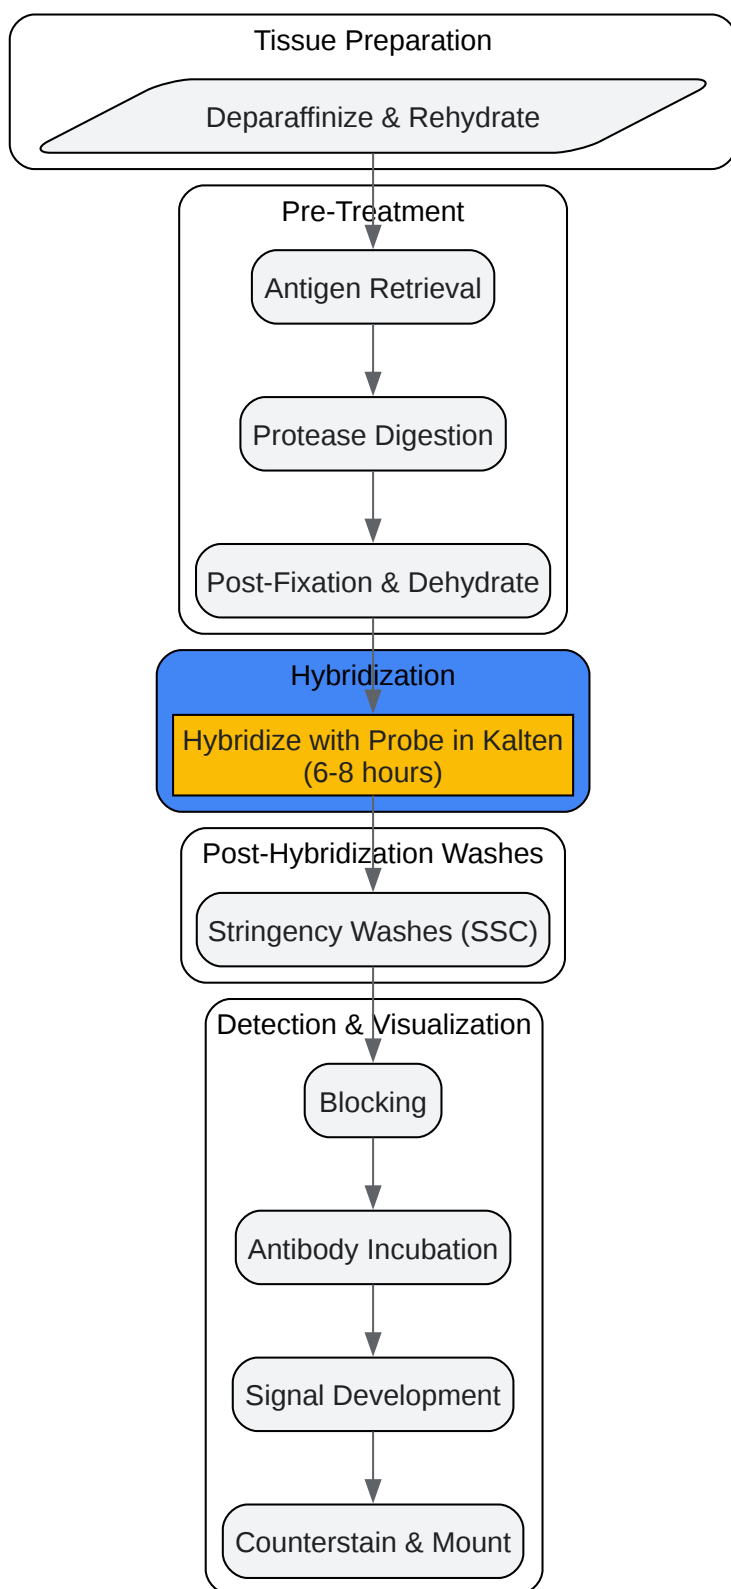 Tissue Preparation
Deparaffinize & Rehydrate
Pre-Treatment
Antigen Retrieval
Protease Digestion
Post-Fixation & Dehydrate
Hybridization
Hybridize with Probe in Kalten
(6-8 hours)
Post-Hybridization Washes
Stringency Washes (SSC)
Detection & Visualization
Blocking
Antibody Incubation
Signal Development
Counterstain & Mount